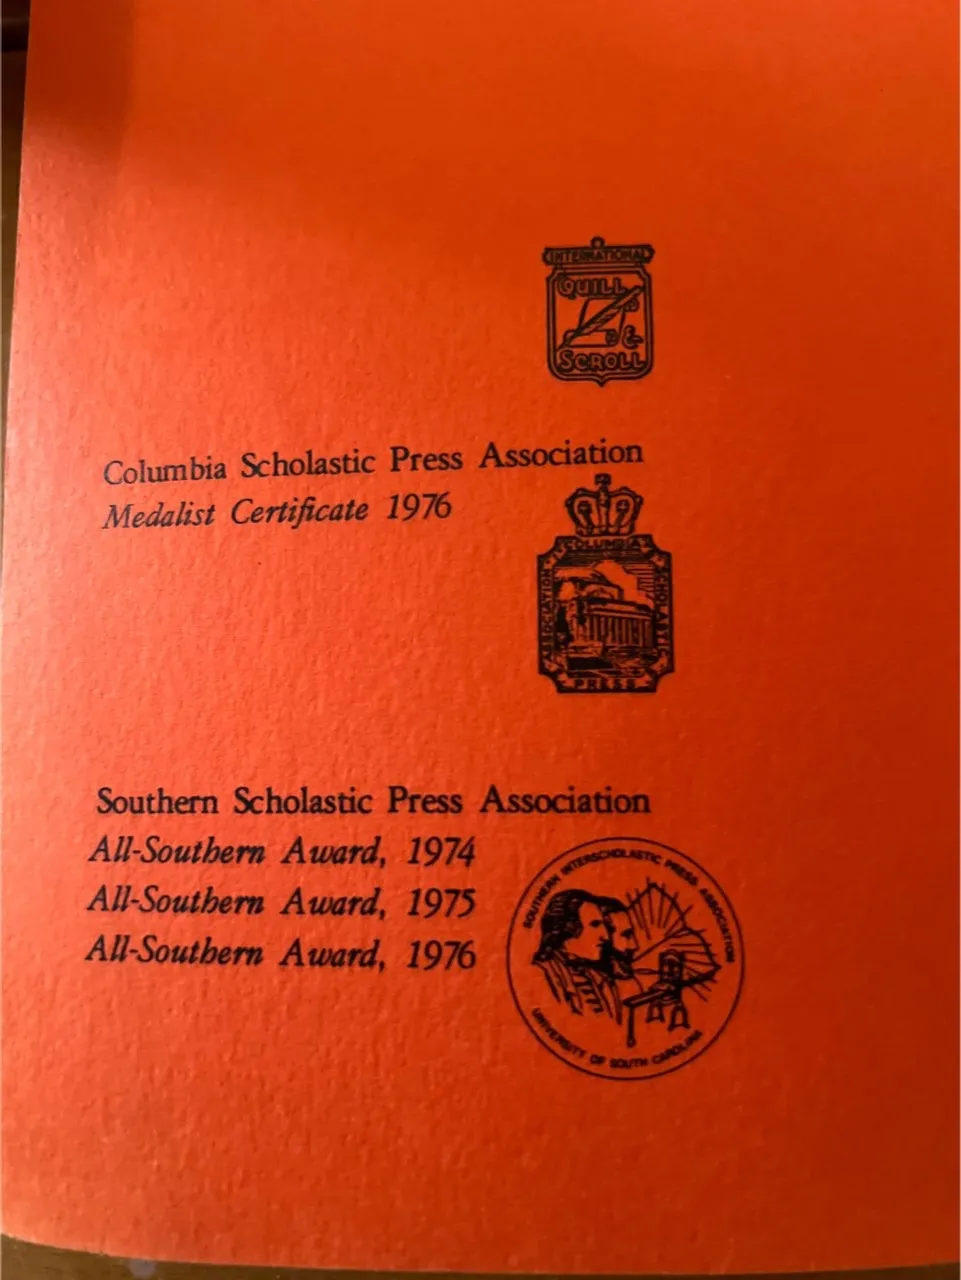 INTERNATIONAL
QUILL
&
SCROLL
Columbia Scholastic Press Association
Medalist Certificate 1976
COLUMBIA
SCHOLASTIC
PRESS
ASSOCIATION
Southern Scholastic Press Association
All-Southern Award, 1974
All-Southern Award, 1975
All-Southern Award, 1976
SOUTHERN INTERSCHOLASTIC PRESS ASSOCIATION
UNIVERSITY OF SOUTH CAROLINA